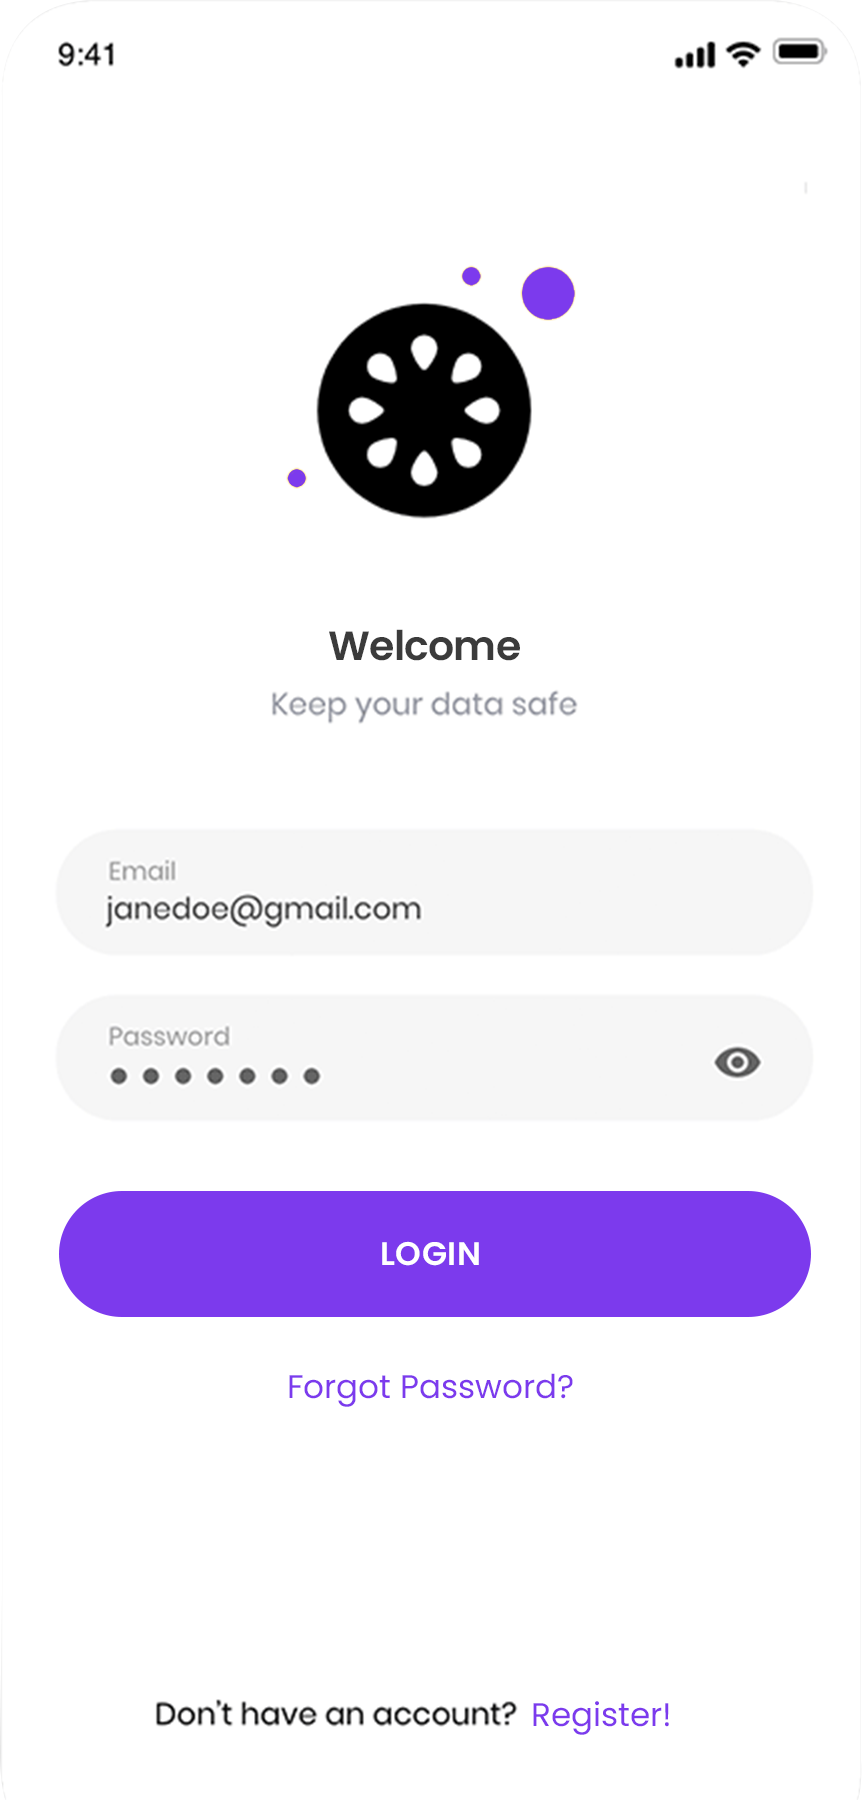 9:41
Welcome
Keep your data safe
Email
janedoe@gmail.com
Password
LOGIN
Forgot Password?
Don't have an account? Register!